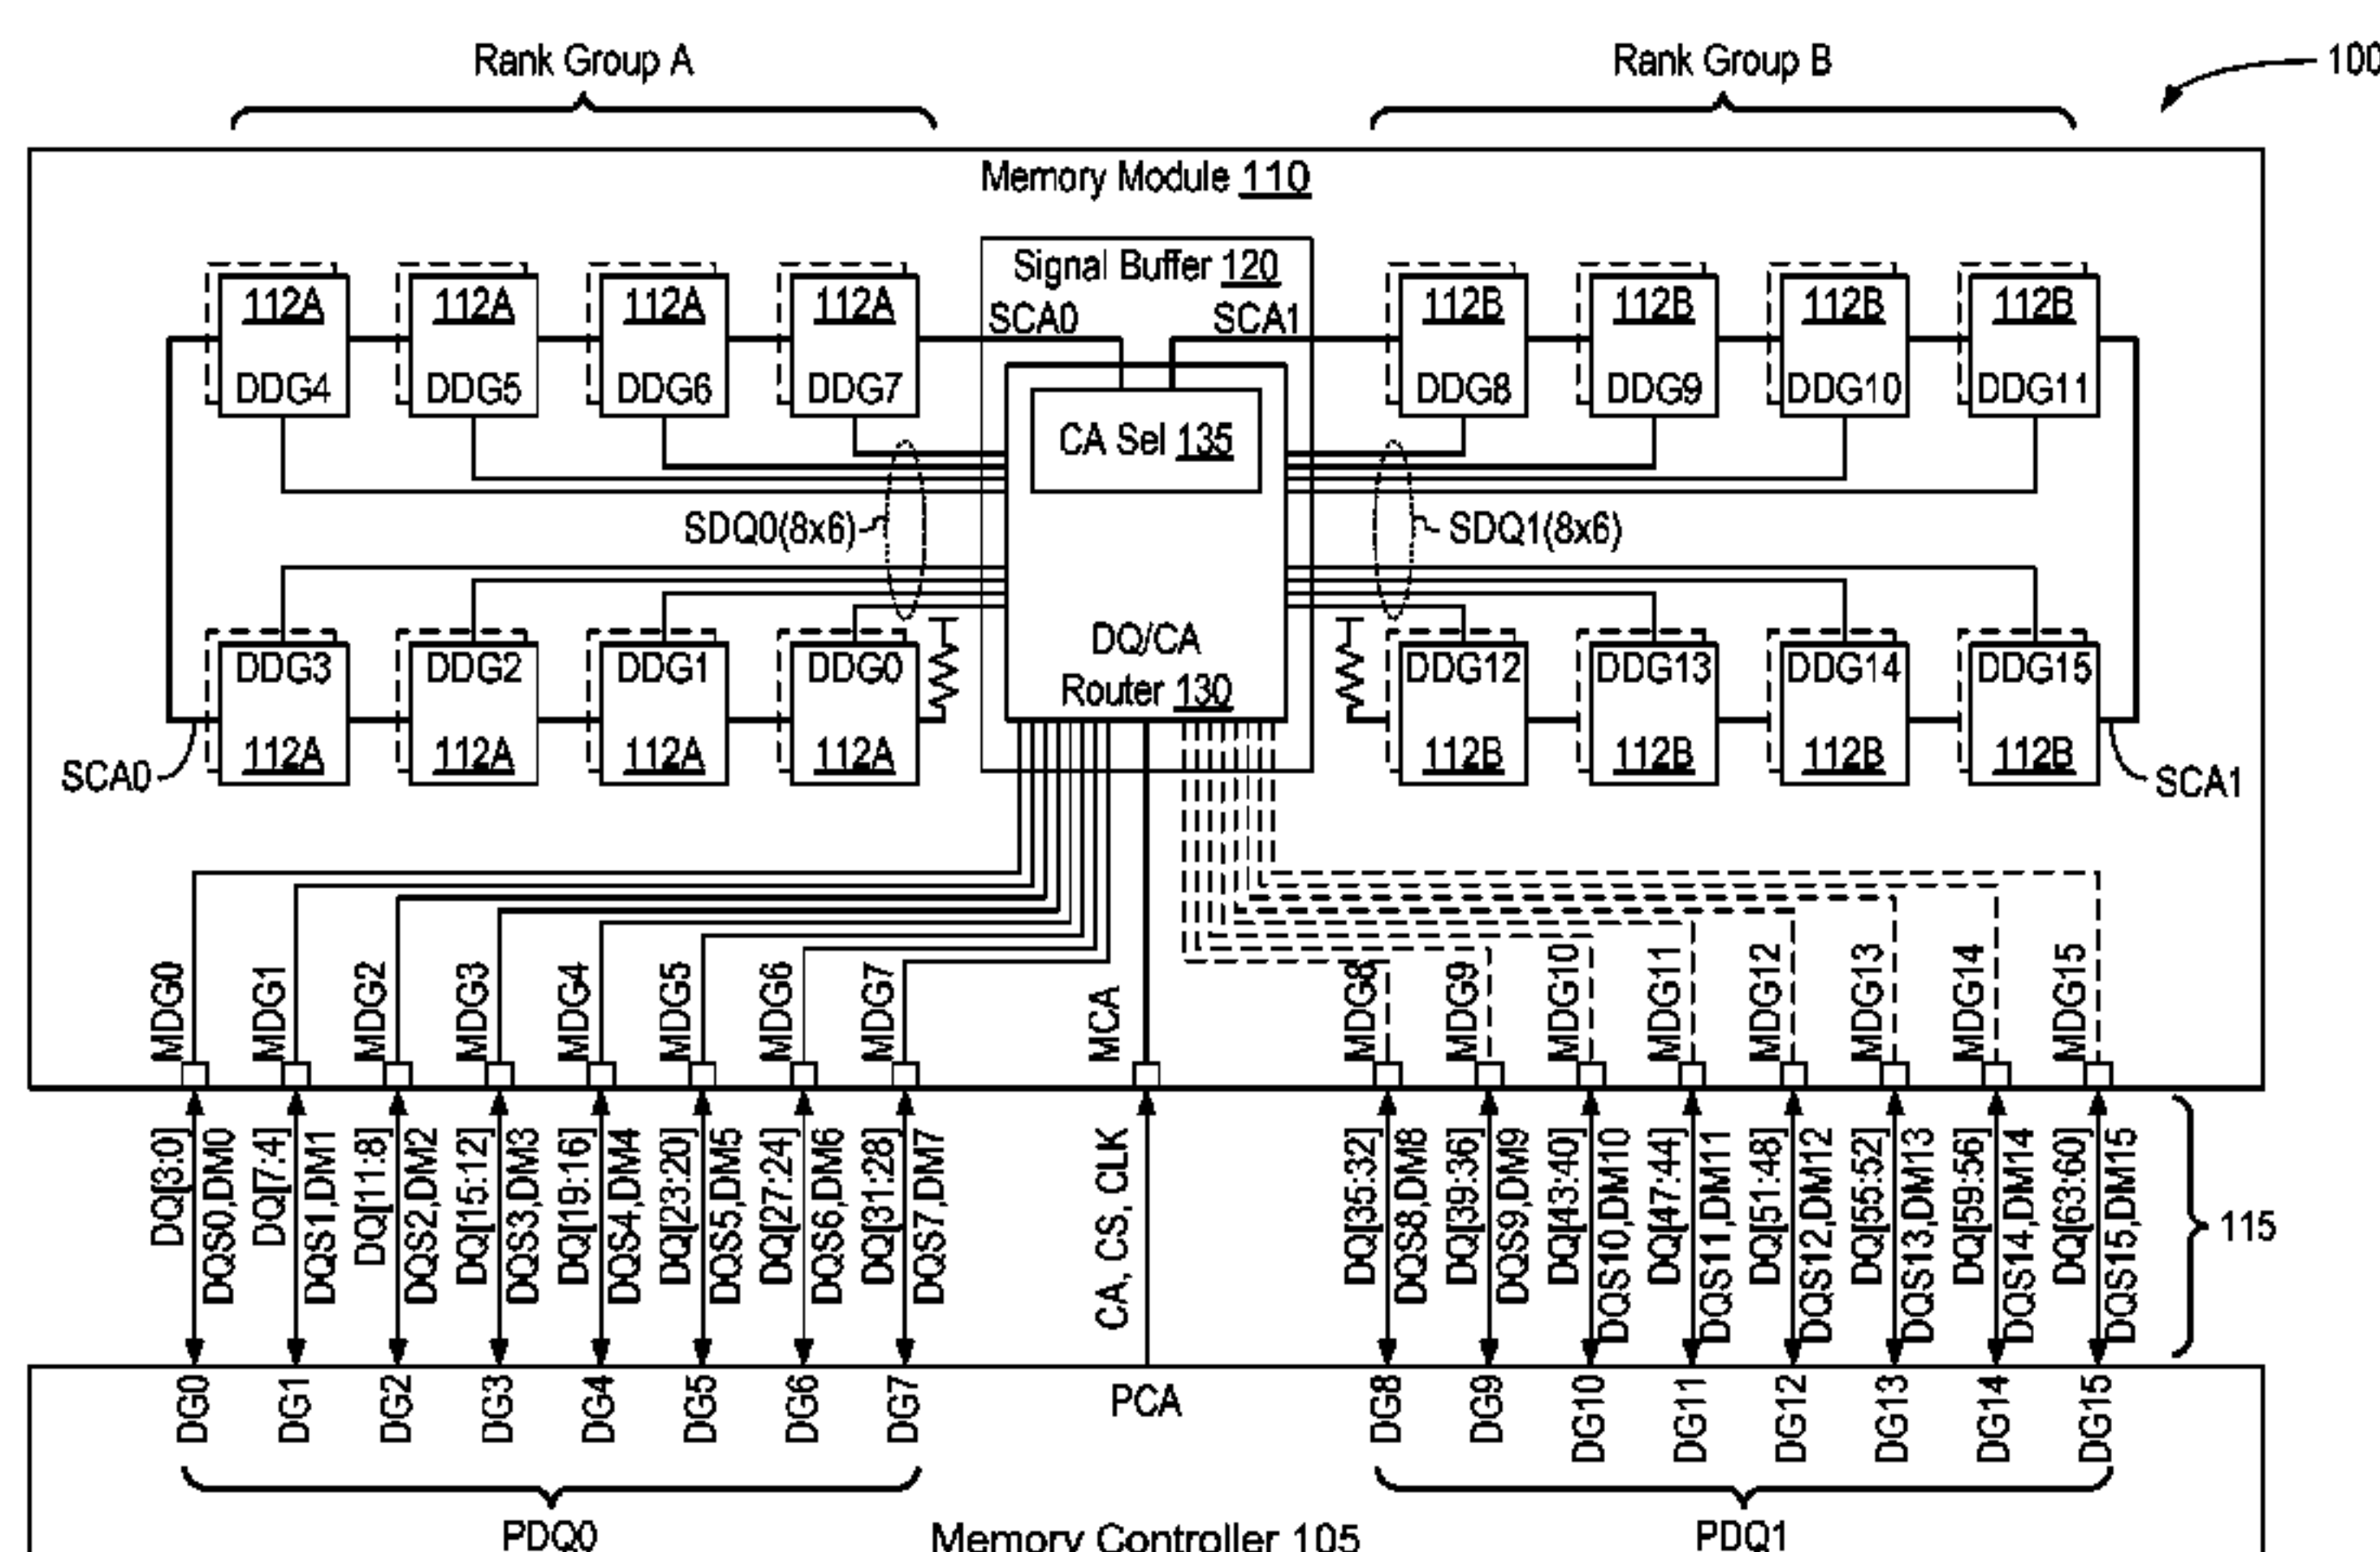 Rank Group A
Rank Group B
100
Memory Module 110
Signal Buffer 120
SCA0
SCA1
112A
DDG4
112A
DDG5
112A
DDG6
112A
DDG7
112B
DDG8
112B
DDG9
112B
DDG10
112B
DDG11
CA Sel 135
SDQ0(8x6)
SDQ1(8x6)
DQ/CA
Router 130
DDG3
112A
DDG2
112A
DDG1
112A
DDG0
112A
DDG12
112B
DDG13
112B
DDG14
112B
DDG15
112B
SCA0
SCA1
MDG0
MDG1
MDG2
MDG3
MDG4
MDG5
MDG6
MDG7
MCA
MDG8
MDG9
MDG10
MDG11
MDG12
MDG13
MDG14
MDG15
DQ[3:0]
DQS0,DM0
DQ[7:4]
DQS1,DM1
DQ[11:8]
DQS2,DM2
DQ[15:12]
DQS3,DM3
DQ[19:16]
DQS4,DM4
DQ[23:20]
DQS5,DM5
DQ[27:24]
DQS6,DM6
DQ[31:28]
DQS7,DM7
CA, CS, CLK
DQ[35:32]
DQS8,DM8
DQ[39:36]
DQS9,DM9
DQ[43:40]
DQS10,DM10
DQ[47:44]
DQS11,DM11
DQ[51:48]
DQS12,DM12
DQ[55:52]
DQS13,DM13
DQ[59:56]
DQS14,DM14
DQ[63:60]
DQS15,DM15
115
DG0
DG1
DG2
DG3
DG4
DG5
DG6
DG7
PCA
DG8
DG9
DG10
DG11
DG12
DG13
DG14
DG15
PDQ0
Memory Controller 105
PDQ1